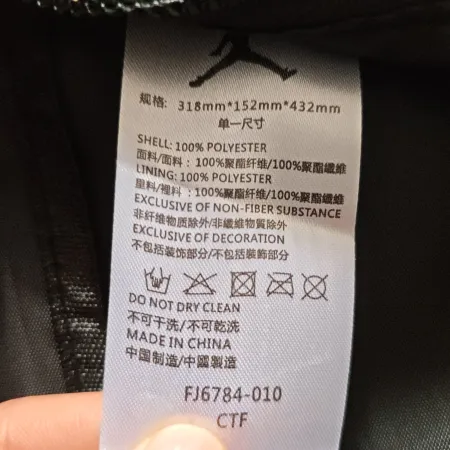 规格: 318mm*152mm*432mm
单一尺寸
SHELL: 100% POLYESTER
面料/面料: 100%聚酯纤维/100%聚酯纖維
LINING: 100% POLYESTER
里料/裡料: 100%聚酯纤维/100%聚酯纖維
EXCLUSIVE OF NON-FIBER SUBSTANCE
非纤维物质除外/非纖維物質除外
EXCLUSIVE OF DECORATION
不包括装饰部分/不包括裝飾部分
DO NOT DRY CLEAN
不可干洗/不可乾洗
MADE IN CHINA
中国制造/中國製造
FJ6784-010
CTF